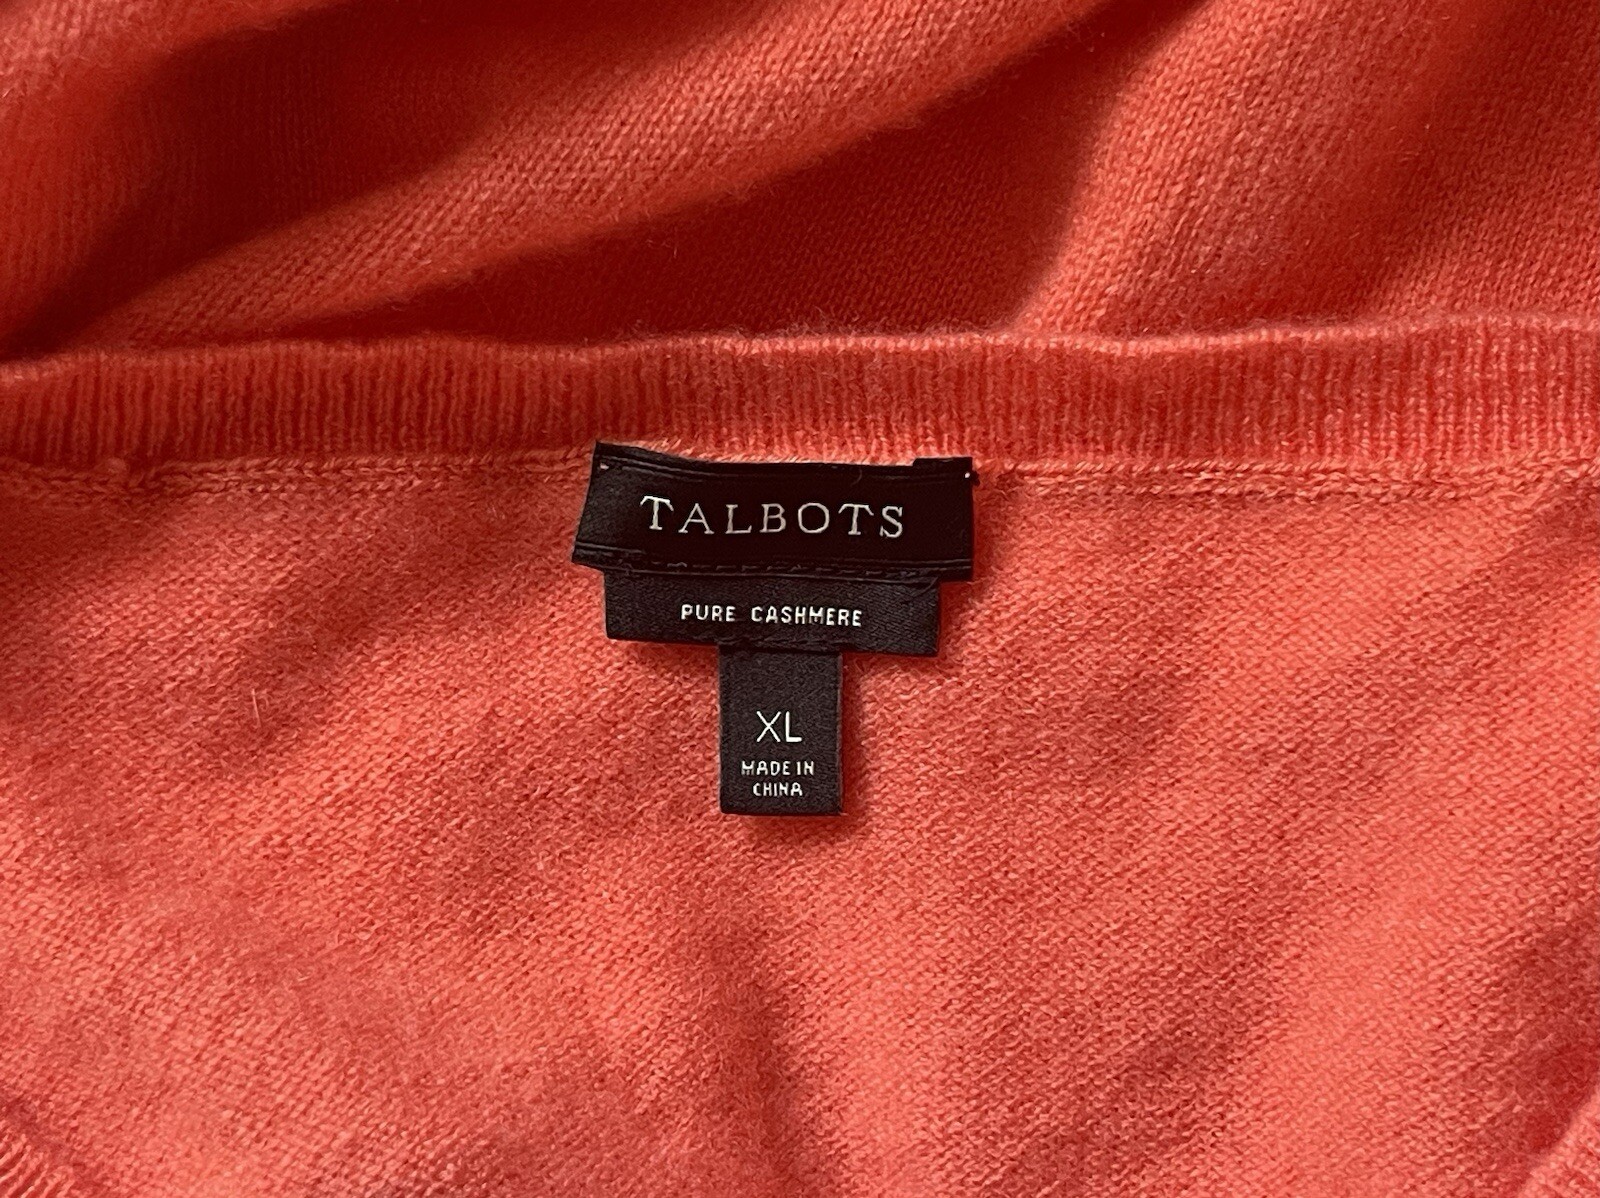 TALBOTS
PURE CASHMERE
XL
MADE IN
CHINA